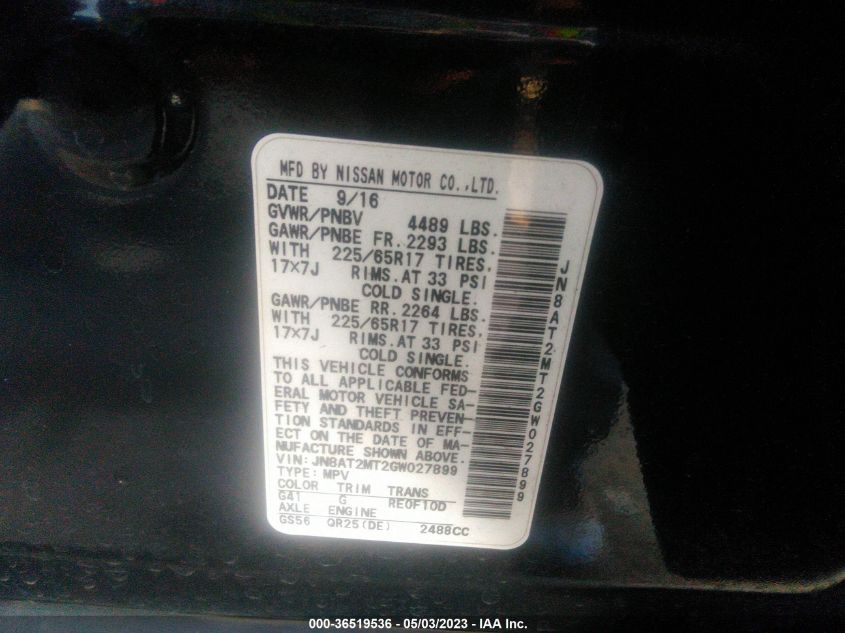 MFD BY NISSAN MOTOR CO.,LTD.
DATE 9/16
GVWR/PNBV 4489 LBS.
GAWR/PNBE FR. 2293 LBS.
WITH 225/65R17 TIRES,
17×7J RIMS.AT 33 PSI
COLD SINGLE.
GAWR/PNBE RR. 2264 LBS.
WITH 225/65R17 TIRES,
17×7J RIMS.AT 33 PSI
COLD SINGLE.
THIS VEHICLE CONFORMS
TO ALL APPLICABLE FED-
ERAL MOTOR VEHICLE SA-
FETY AND THEFT PREVEN-
TION STANDARDS IN EFF-
ECT ON THE DATE OF MA-
NUFACTURE SHOWN ABOVE.
VIN:JN8AT2MT2GW027899
TYPE: MPV
COLOR TRIM TRANS
G41 G RE0F10D
AXLE ENGINE
GS56 QR25(DE) 2488CC
JN8AT2MT2GW027899
000-36519536 - 05/03/2023 - IAA Inc.